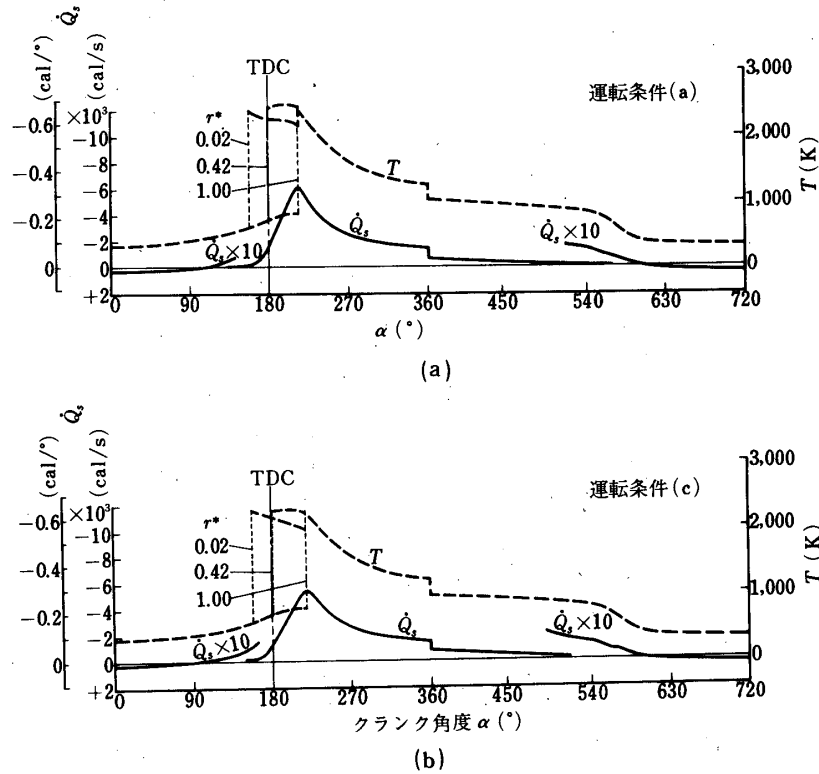 Q̇s
(cal/°)
(cal/s)
TDC
3,000
運転条件(a)
-0.6
×10³
-10
r*
0.02
2,000
-8
-0.4
0.42
T
T(K)
-6
1.00
1,000
-0.2
-4
Q̇s
-2
Q̇s×10
Q̇s×10
0
0
0
+2
0
90
180
270
360
450
540
630
720
α(°)
(a)
Q̇s
(cal/°)
(cal/s)
TDC
3,000
運転条件(c)
-0.6
×10³
-10
r*
0.02
2,000
-8
0.42
T
T(K)
-0.4
-6
1.00
1,000
-0.2
-4
Q̇s
-2
Q̇s×10
Q̇s×10
0
0
0
+2
0
90
180
270
360
450
540
630
720
クランク角度 α(°)
(b)